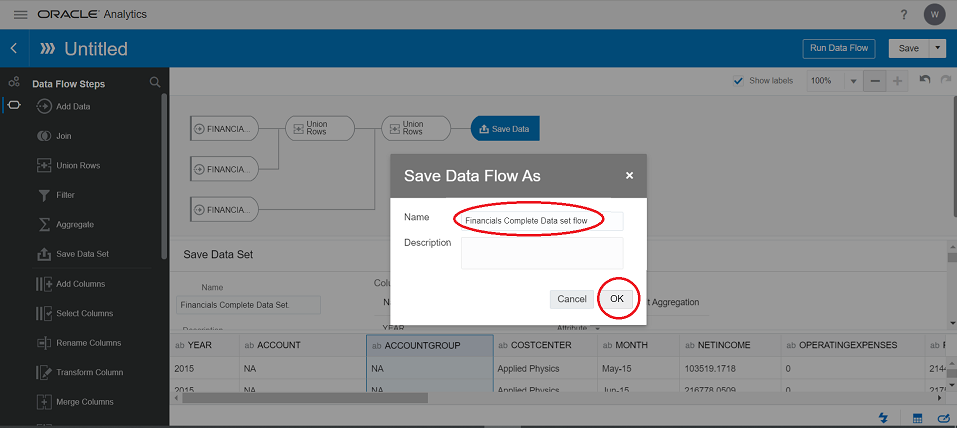 ORACLE Analytics
?
W
Untitled
Run Data Flow
Save
Data Flow Steps
Show labels
100%
Add Data
Join
Union Rows
Filter
Aggregate
Save Data Set
Add Columns
Select Columns
Rename Columns
Transform Column
Merge Columns
FINANCIA...
Union
Rows
Union
Rows
Save Data
FINANCIA...
FINANCIA...
Save Data Flow As
×
Name
Financials Complete Data set flow
Description
Cancel
OK
Save Data Set
Name
Financials Complete Data Set.
Description
Colu
Na
t Aggregation
YEAR
Attribute
ab YEAR
ab ACCOUNT
ab ACCOUNTGROUP
ab COSTCENTER
ab MONTH
ab NETINCOME
ab OPERATINGEXPENSES
ab
2015 NA NA Applied Physics May-15 103519.1718 0 2144
2015 NA NA Applied Physics Jun-15 216778.0509 0